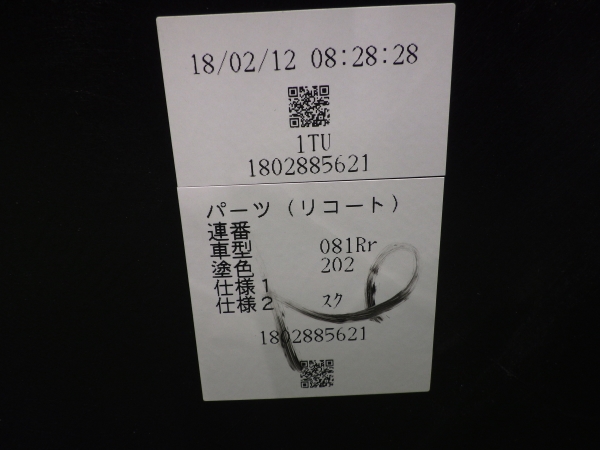 18/02/12 08:28:28
1TU
1802885621
パーツ（リコート）
連番
車型 081Rr
塗色 202
仕様1
仕様2 スク
1802885621